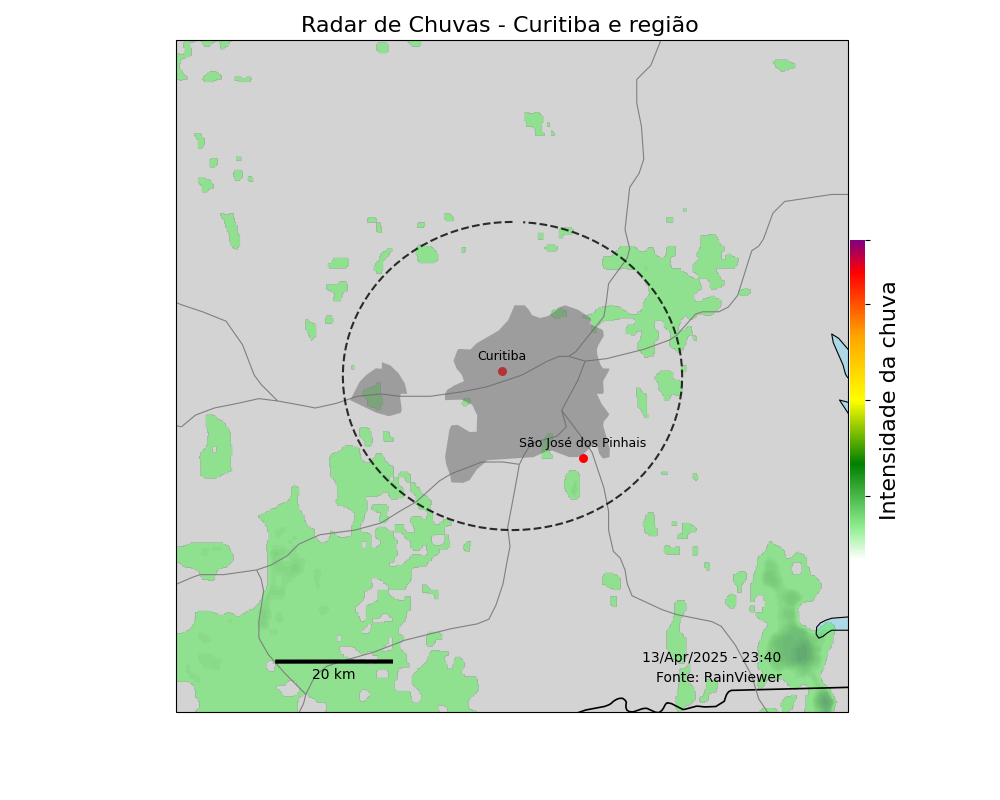 Radar de Chuvas - Curitiba e região
Curitiba
São José dos Pinhais
Intensidade da chuva
13/Apr/2025 - 23:40
20 km
Fonte: RainViewer